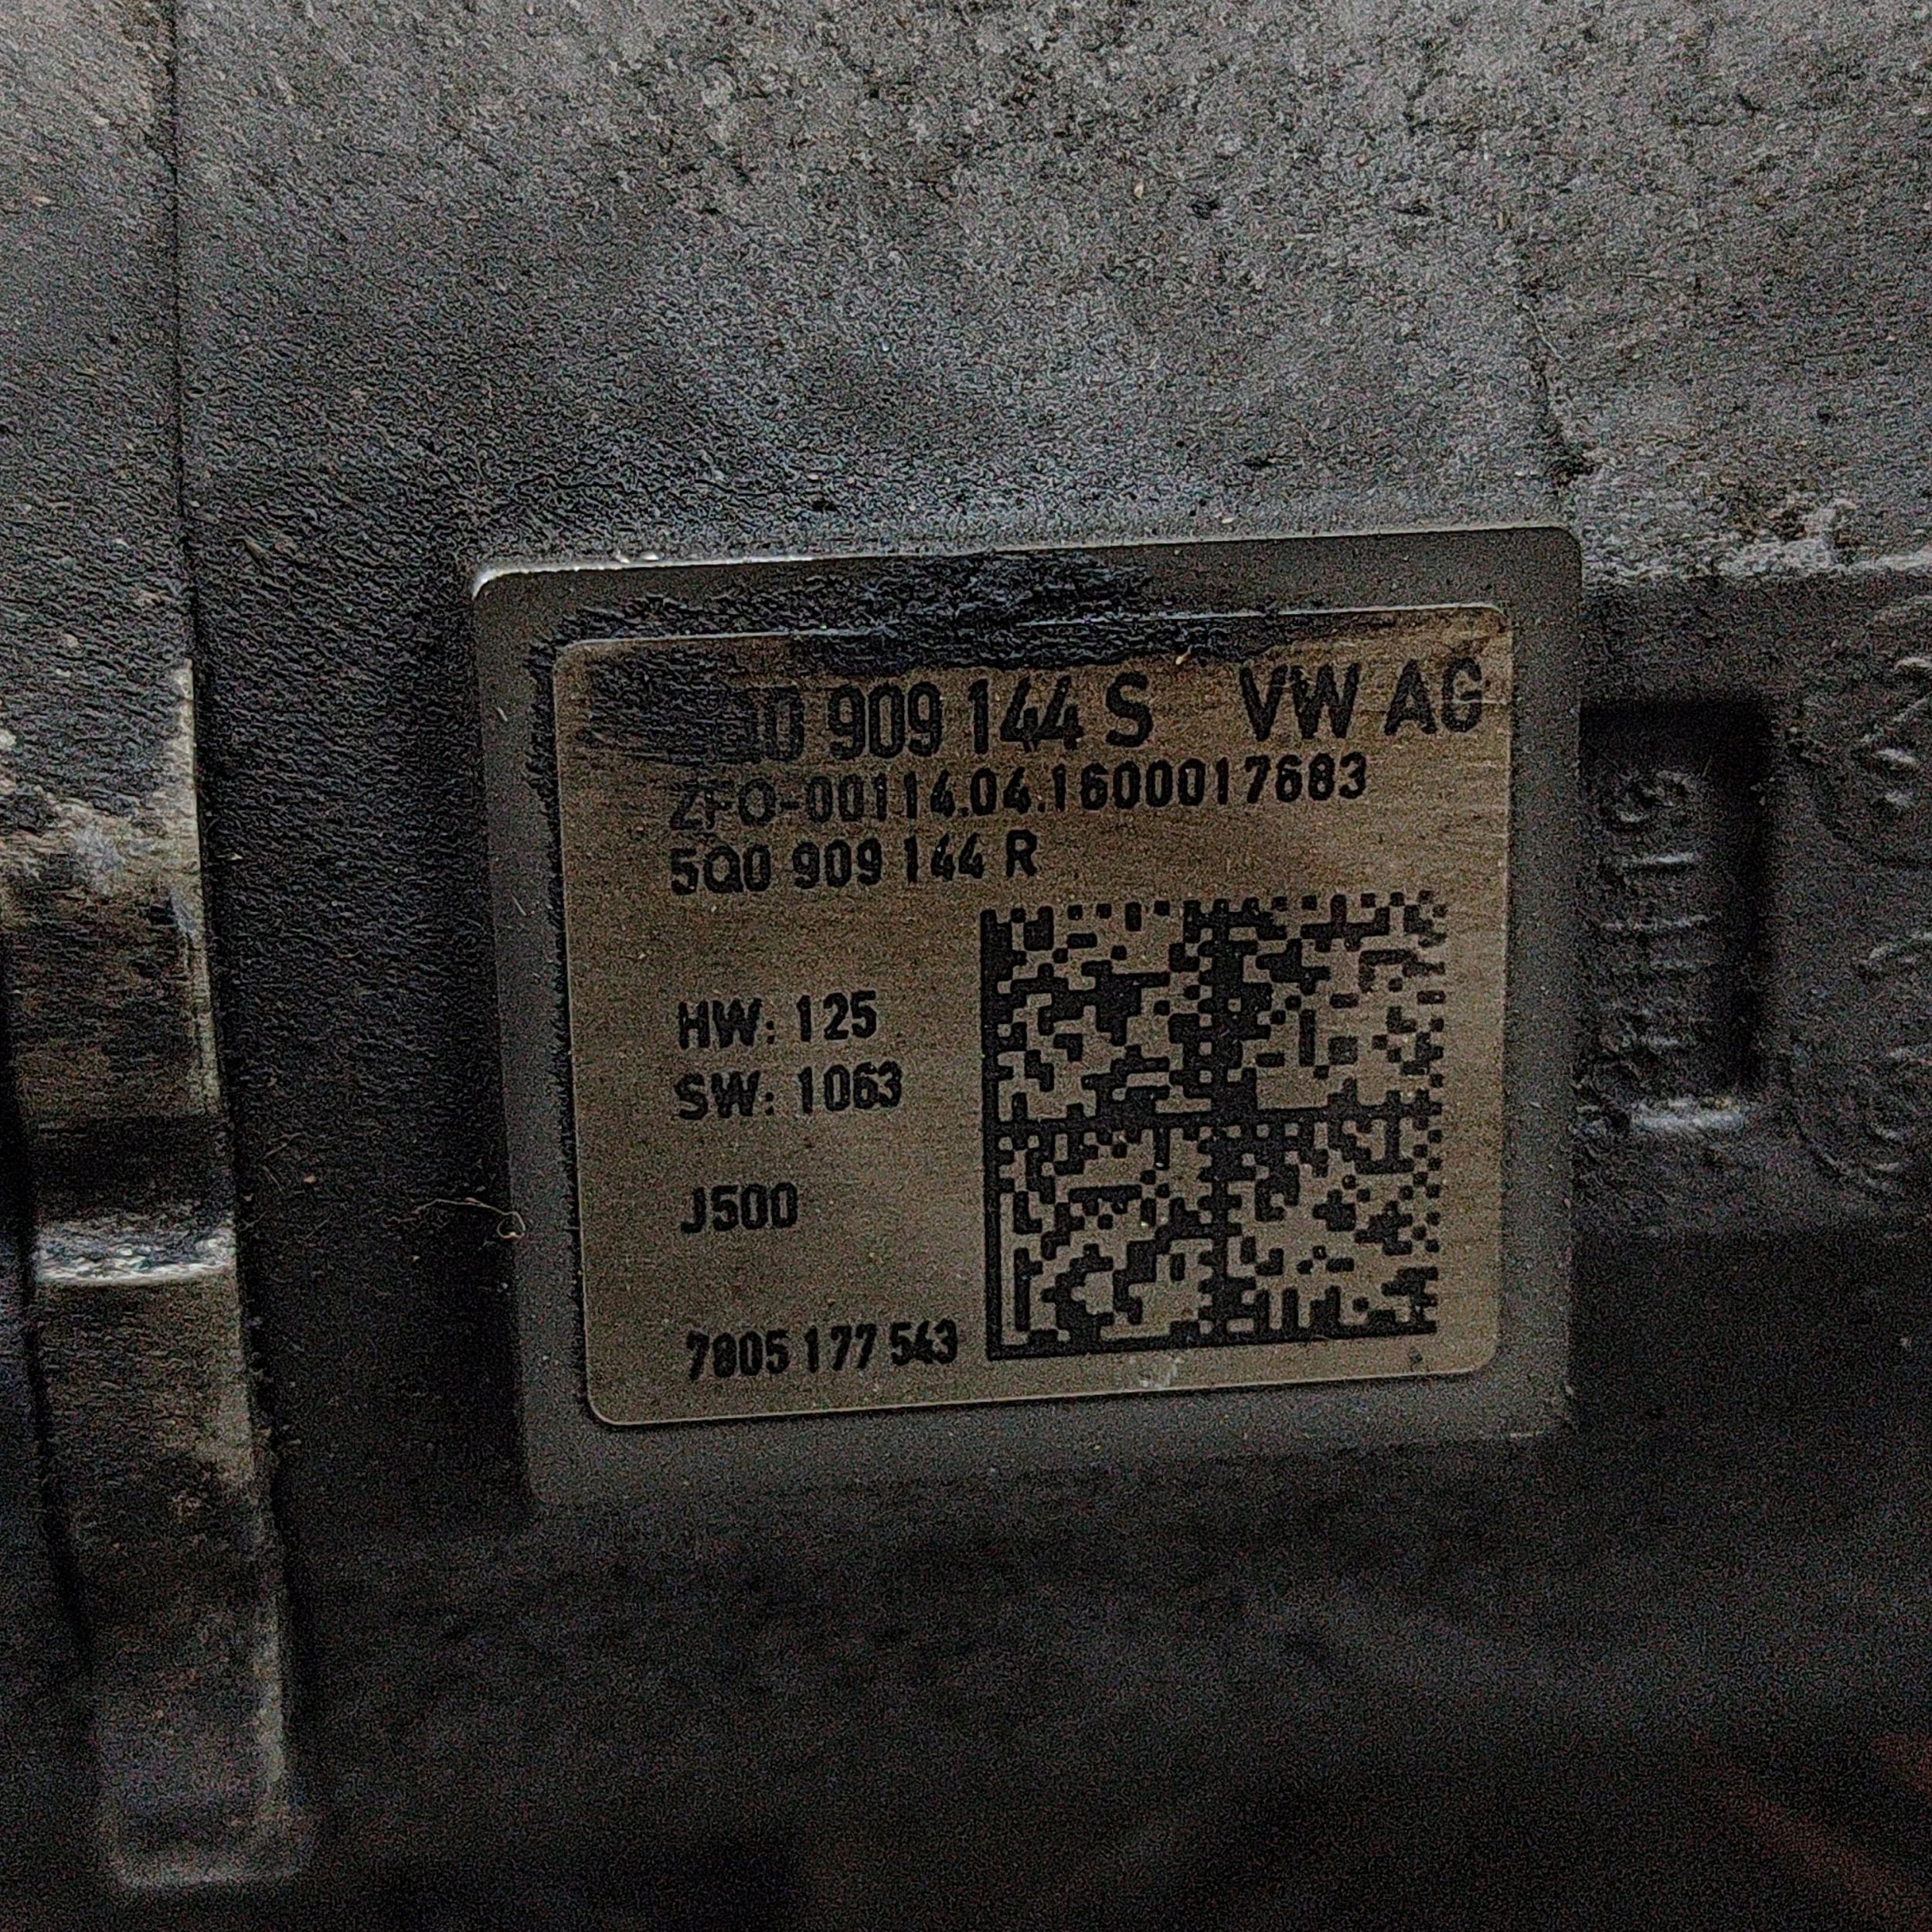 909 144 S VW AG
ZFO-00114.04.1600017683
5Q0 909 144 R
HW: 125
SW: 1063
J500
7805 177 543